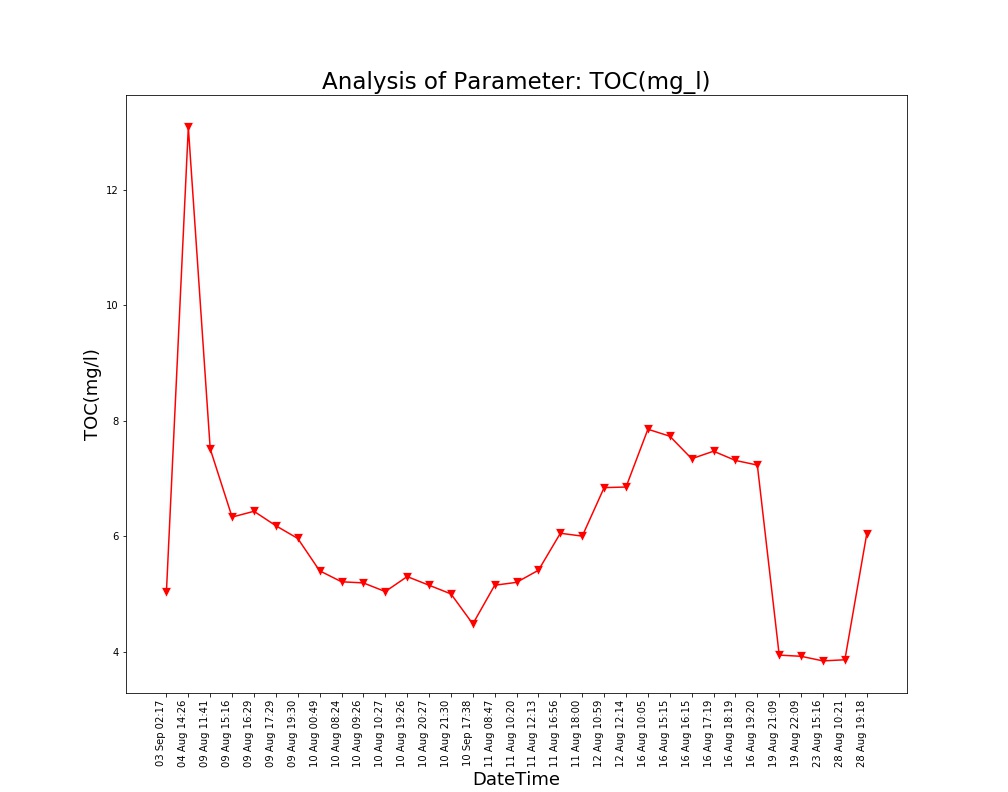 Analysis of Parameter: TOC(mg_l)
TOC(mg/l)
12
10
8
6
4
03 Sep 02:17
04 Aug 14:26
09 Aug 11:41
09 Aug 15:16
09 Aug 16:29
09 Aug 17:29
09 Aug 19:30
10 Aug 00:49
10 Aug 08:24
10 Aug 09:26
10 Aug 10:27
10 Aug 19:26
10 Aug 20:27
10 Aug 21:30
10 Sep 17:38
11 Aug 08:47
11 Aug 10:20
11 Aug 12:13
11 Aug 16:56
11 Aug 18:00
12 Aug 10:59
12 Aug 12:14
16 Aug 10:05
16 Aug 15:15
16 Aug 16:15
16 Aug 17:19
16 Aug 18:19
16 Aug 19:20
19 Aug 21:09
19 Aug 22:09
23 Aug 15:16
28 Aug 10:21
28 Aug 19:18
DateTime